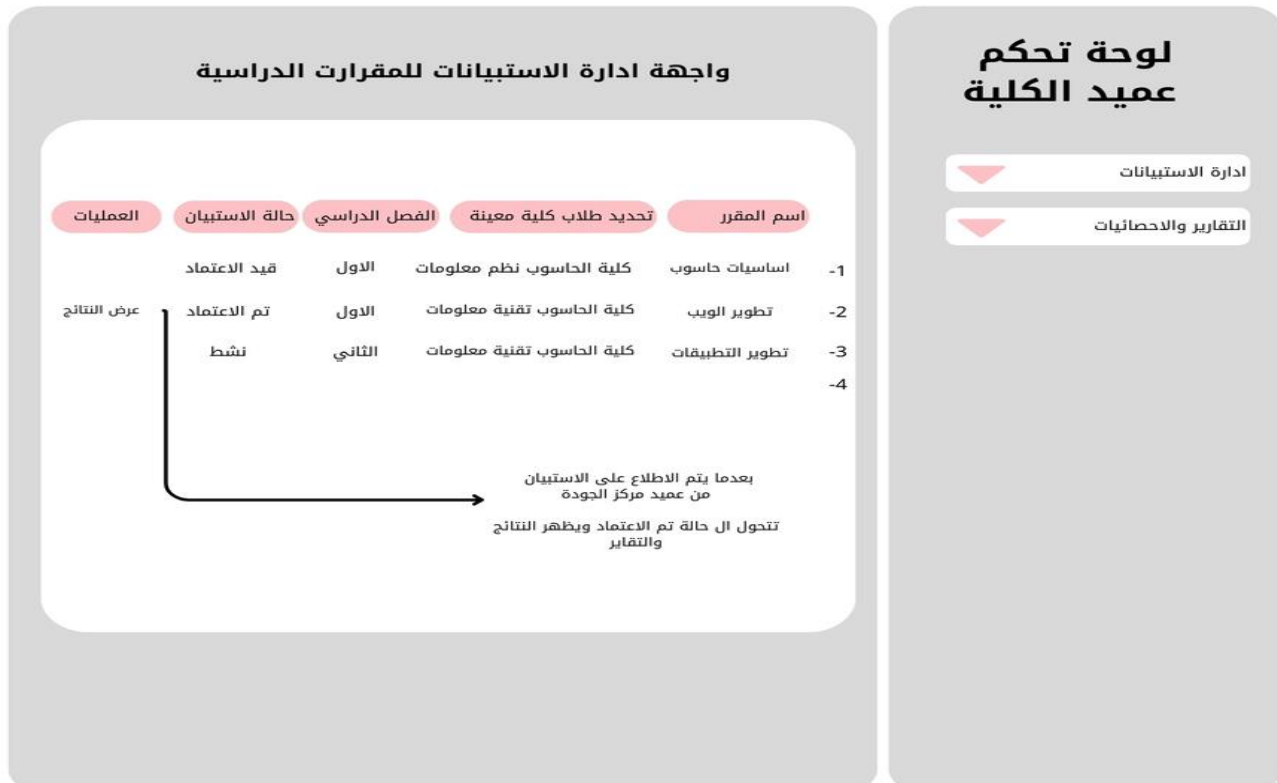 لوحة تحكم
عميد الكلية
ادارة الاستبيانات
التقارير والاحصائيات
واجهة ادارة الاستبيانات للمقرارت الدراسية
اسم المقرر تحديد طلاب كلية معينة الفصل الدراسي حالة الاستبيان العمليات
1- اساسيات حاسوب كلية الحاسوب نظم معلومات الاول قيد الاعتماد
2- تطوير الويب كلية الحاسوب تقنية معلومات الاول تم الاعتماد عرض النتائج
3- تطوير التطبيقات كلية الحاسوب تقنية معلومات الثاني نشط
4-
بعدما يتم الاطلاع على الاستبيان
من عميد مركز الجودة
تتحول ال حالة تم الاعتماد ويظهر النتائج
والتقاير